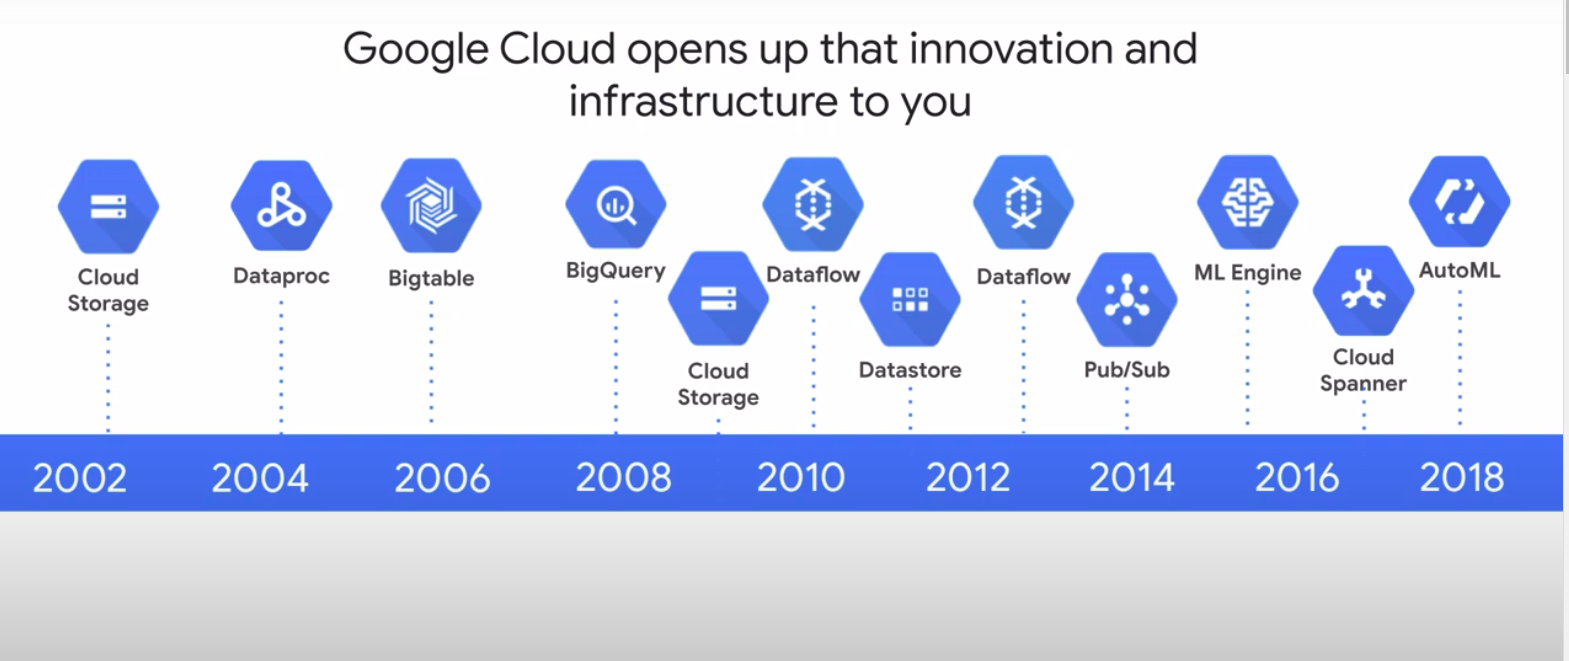 Google Cloud opens up that innovation and
infrastructure to you
Cloud
Storage
Dataproc
Bigtable
BigQuery
Cloud
Storage
Dataflow
Datastore
Dataflow
Pub/Sub
ML Engine
Cloud
Spanner
AutoML
2002 2004 2006 2008 2010 2012 2014 2016 2018